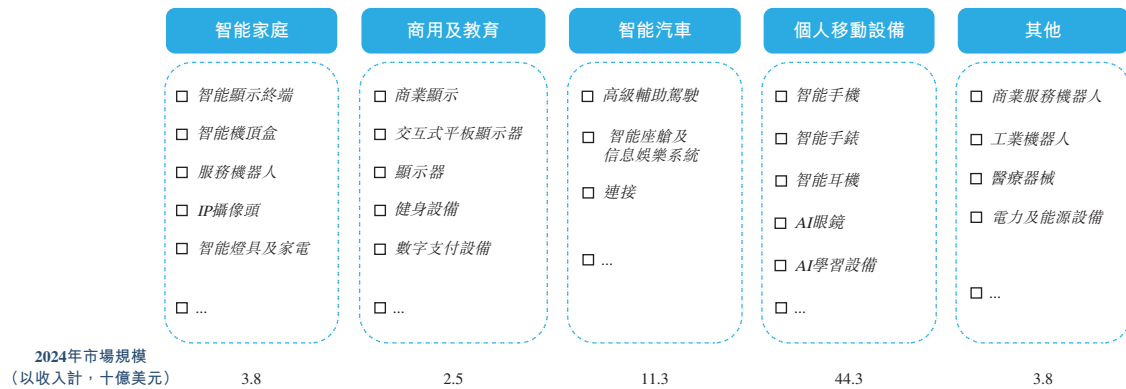 智能家庭
商用及教育
智能汽車
個人移動設備
其他
智能顯示終端
智能機頂盒
服務機器人
IP攝像頭
智能燈具及家電
...
商業顯示
交互式平板顯示器
顯示器
健身設備
數字支付設備
...
高級輔助駕駛
智能座艙及
信息娛樂系統
連接
...
智能手機
智能手錶
智能耳機
AI眼鏡
AI學習設備
...
商業服務機器人
工業機器人
醫療器械
電力及能源設備
...
2024年市場規模
（以收入計，十億美元）
3.8
2.5
11.3
44.3
3.8